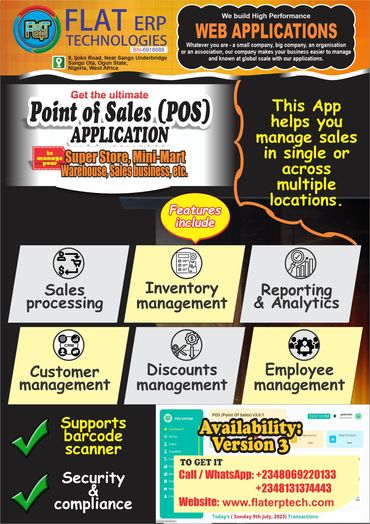 FLAT ERP
TECHNOLOGIES
BN-6918888
9, Ijoko Road, Near Sango Underbridge
Sango Ota, Ogun State,
Nigeria, West Africa
We build High Performance
WEB APPLICATIONS
Whatever you are - a small company, big company, an organisation
or an association, our company makes your business easier to manage
and known at global scale with our applications.
Get the ultimate
Point of Sales (POS)
APPLICATION
to
manage
your
Super Store, Mini-Mart
Warehouse, Sales business, etc.
This App
helps you
manage sales
in single or
across
multiple
locations.
Features
include
Sales
processing
Inventory
management
Reporting
& Analytics
CRM
Customer
management
Discounts
management
Employee
management
Supports
barcode
scanner
Security
&
compliance
POS (Point Of Sales) v3.0.1
Availability:
Version 3
TO GET IT
Call / WhatsApp: +2348069220133
+2348131374443
Website: www.flaterptech.com
Today's ( Sunday 9th July, 2023) Transactions